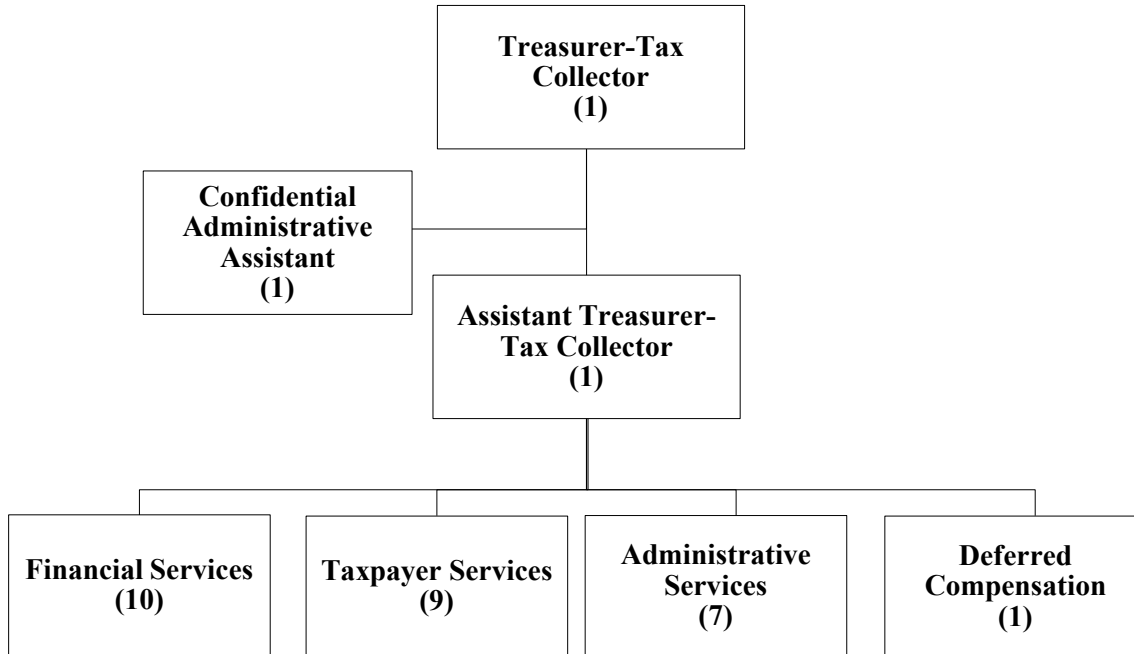 Treasurer-Tax
Collector
(1)
Confidential
Administrative
Assistant
(1)
Assistant Treasurer-
Tax Collector
(1)
Financial Services
(10)
Taxpayer Services
(9)
Administrative
Services
(7)
Deferred
Compensation
(1)